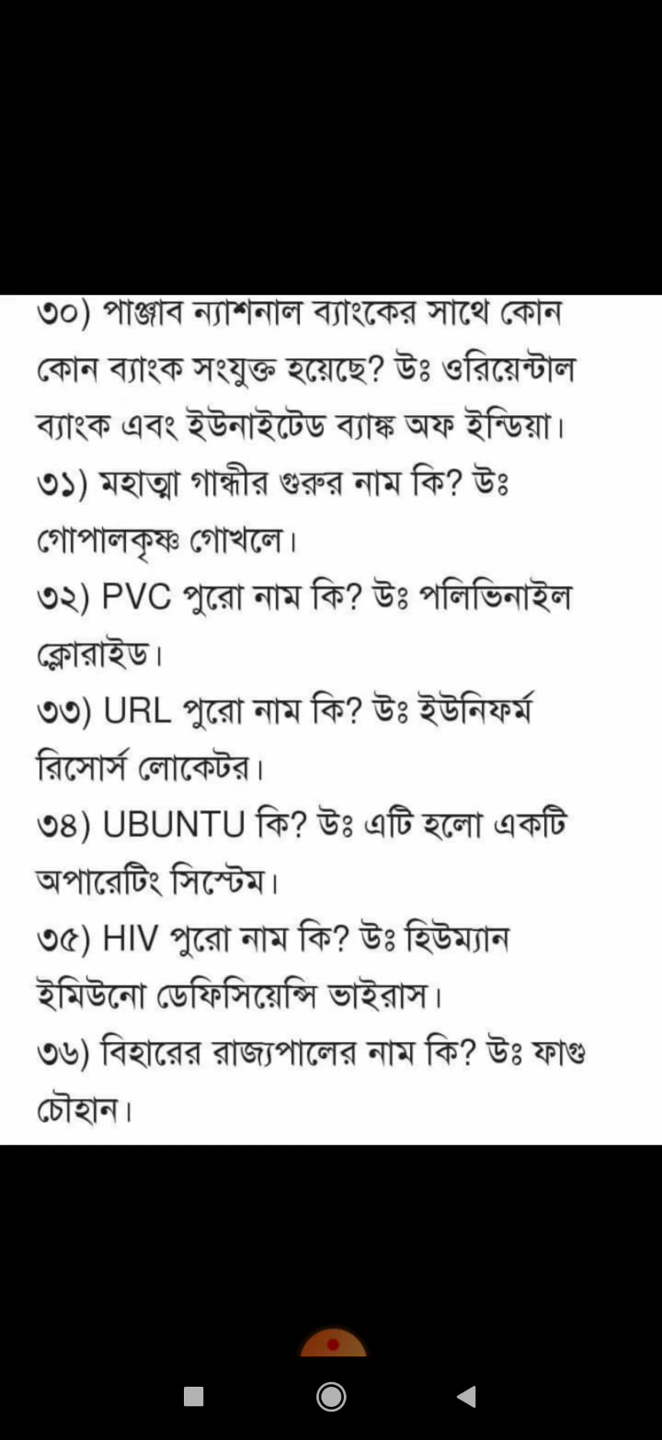 ৩০) পাঞ্জাব ন্যাশনাল ব্যাংকের সাথে কোন
কোন ব্যাংক সংযুক্ত হয়েছে? উঃ ওরিয়েন্টাল
ব্যাংক এবং ইউনাইটেড ব্যাঙ্ক অফ ইন্ডিয়া।
৩১) মহাত্মা গান্ধীর গুরুর নাম কি? উঃ
গোপালকৃষ্ণ গোখলে।
৩২) PVC পুরো নাম কি? উঃ পলিভিনাইল
ক্লোরাইড।
৩৩) URL পুরো নাম কি? উঃ ইউনিফর্ম
রিসোর্স লোকেটর।
৩৪) UBUNTU কি? উঃ এটি হলো একটি
অপারেটিং সিস্টেম।
৩৫) HIV পুরো নাম কি? উঃ হিউম্যান
ইমিউনো ডেফিসিয়েন্সি ভাইরাস।
৩৬) বিহারের রাজ্যপালের নাম কি? উঃ ফাগু
চৌহান।